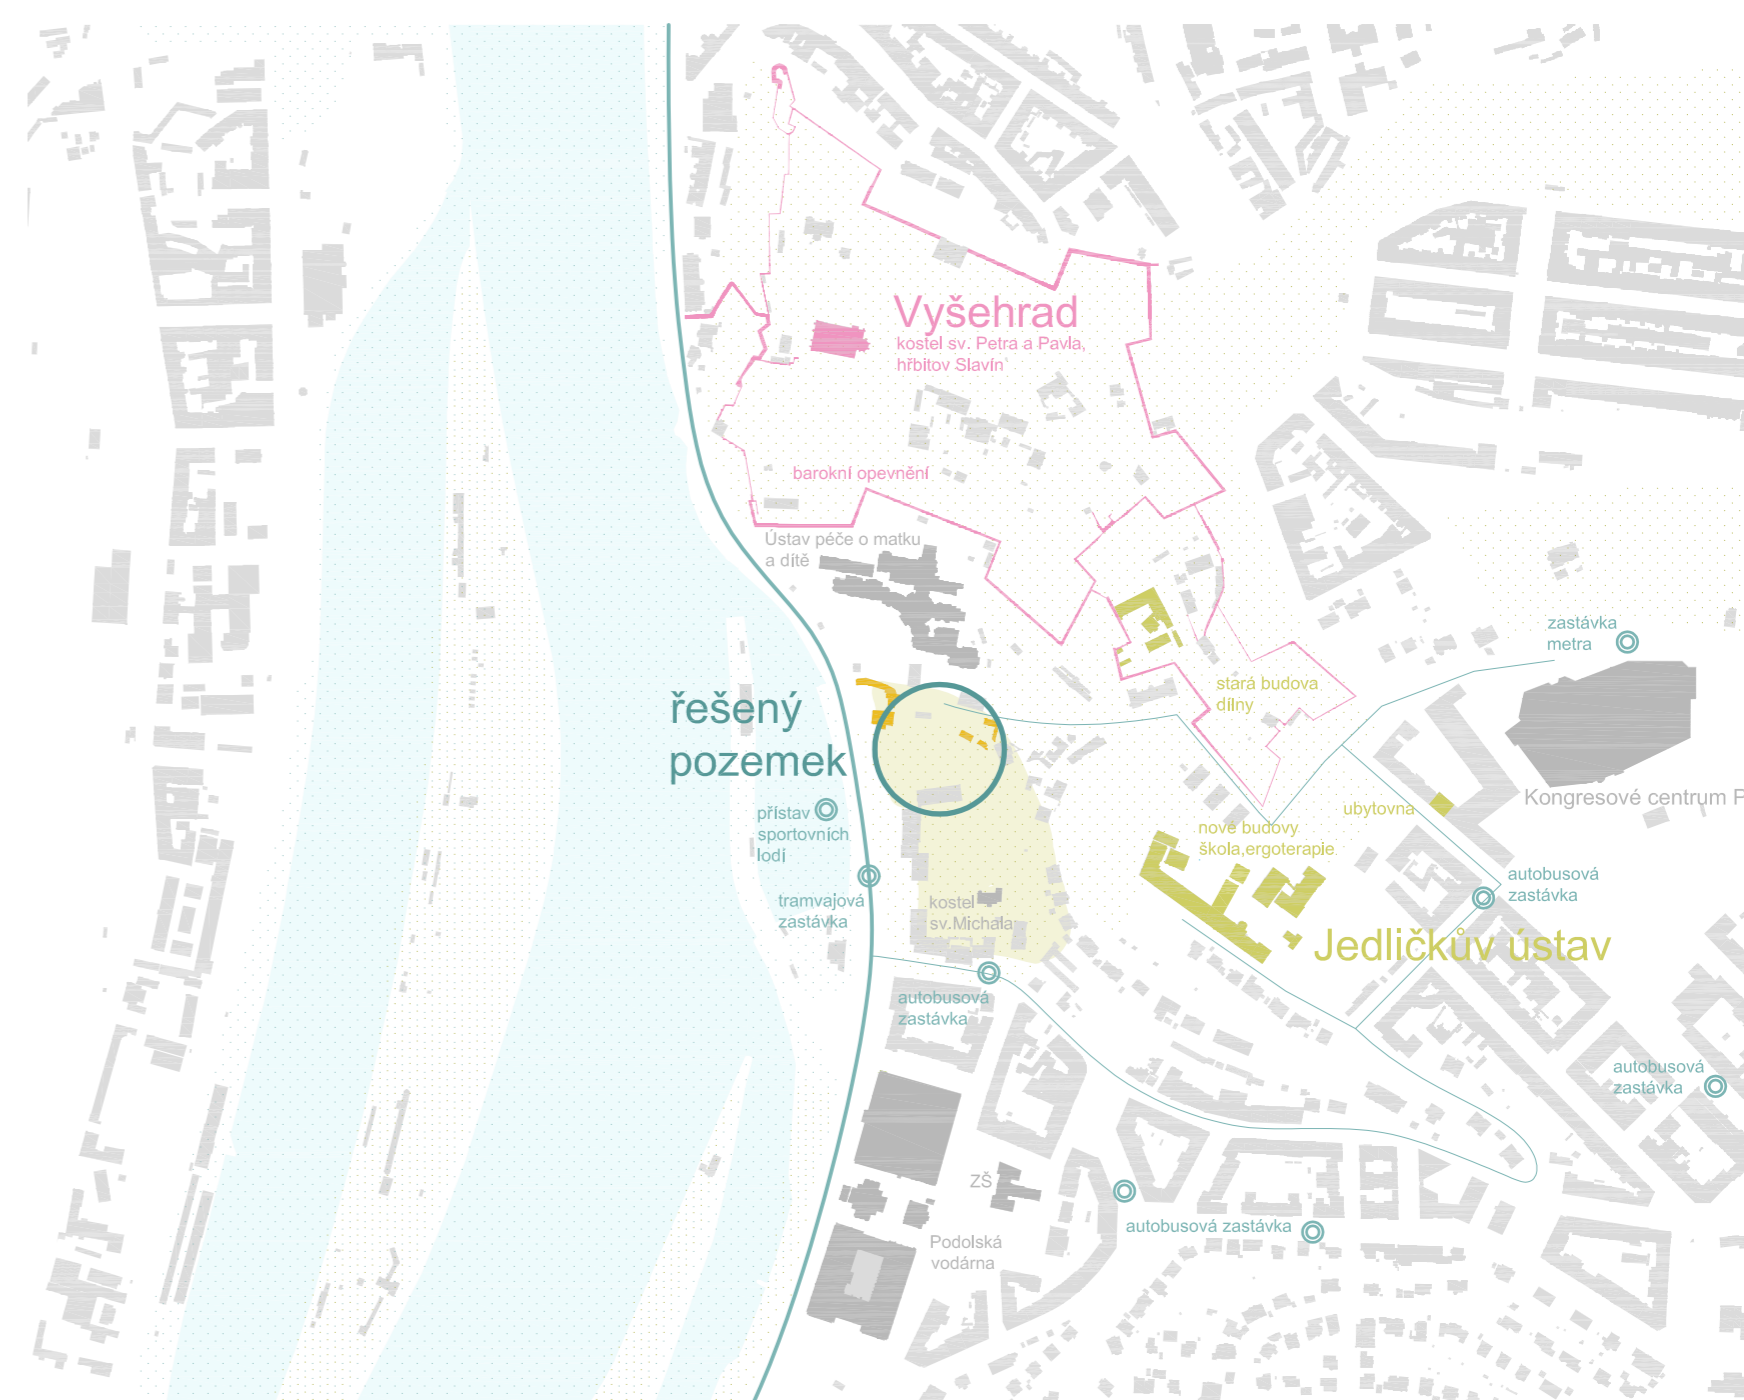 Vyšehrad
kostel sv. Petra a Pavla,
hřbitov Slavín
barokní opevnění
Ústav péče o matku
a dítě
zastávka
metra
stará budova
dílny
řešený
pozemek
Kongresové centrum P
ubytovna
přístav
sportovních
lodí
nové budovy
škola,ergoterapie
tramvajová
zastávka
kostel
sv.Michala
autobusová
zastávka
Jedličkův ústav
autobusová
zastávka
autobusová
zastávka
ZŠ
autobusová zastávka
Podolská
vodárna